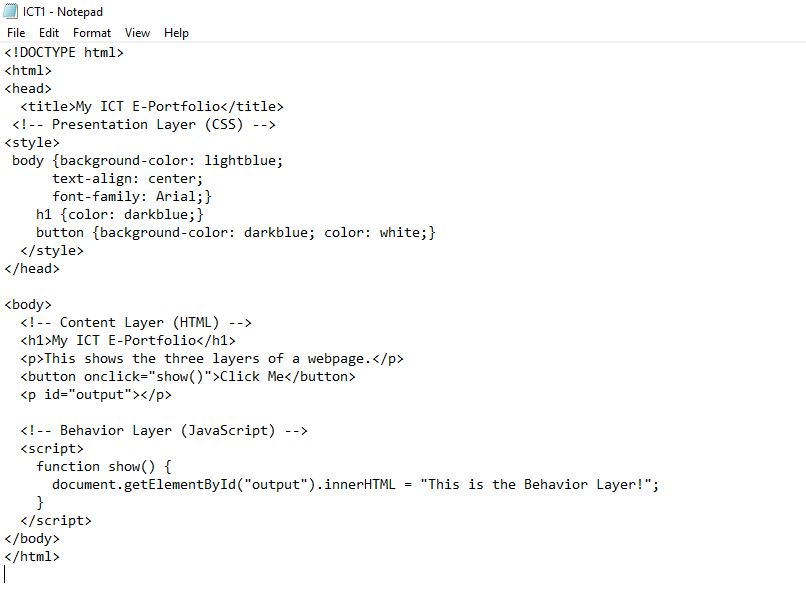 ICT1 - Notepad
File Edit Format View Help
<!DOCTYPE html>
<html>
<head>
  <title>My ICT E-Portfolio</title>
 <!-- Presentation Layer (CSS) -->
<style>
 body {background-color: lightblue;
      text-align: center;
      font-family: Arial;}
    h1 {color: darkblue;}
    button {background-color: darkblue; color: white;}
  </style>
</head>

<body>
  <!-- Content Layer (HTML) -->
  <h1>My ICT E-Portfolio</h1>
  <p>This shows the three layers of a webpage.</p>
  <button onclick="show()">Click Me</button>
  <p id="output"></p>

  <!-- Behavior Layer (JavaScript) -->
  <script>
    function show() {
      document.getElementById("output").innerHTML = "This is the Behavior Layer!";
    }
  </script>
</body>
</html>